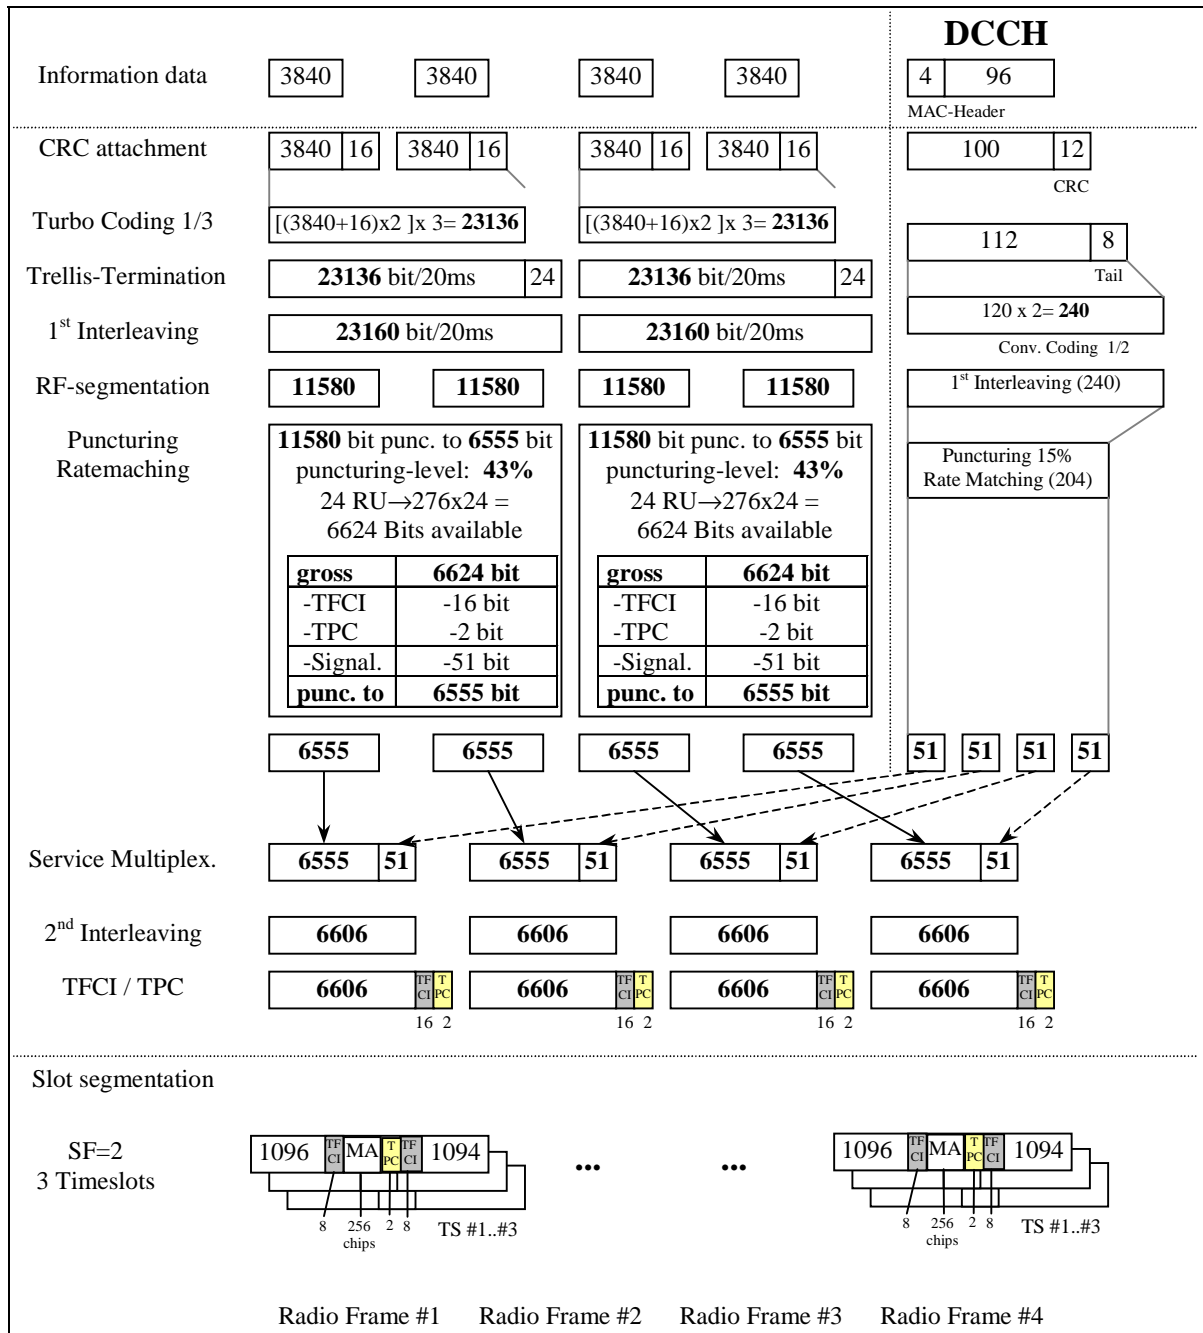 DCCH
Information data 3840 3840 3840 3840 4 96
MAC-Header
CRC attachment 3840 16 3840 16 3840 16 3840 16 100 12
CRC
Turbo Coding 1/3 [(3840+16)x2 ]x 3= 23136 [(3840+16)x2 ]x 3= 23136
112 8
Tail
Trellis-Termination 23136 bit/20ms 24 23136 bit/20ms 24
120 x 2= 240
1st Interleaving 23160 bit/20ms 23160 bit/20ms
Conv. Coding 1/2
RF-segmentation 11580 11580 11580 11580 1st Interleaving (240)
Puncturing
Ratemaching
11580 bit punc. to 6555 bit
puncturing-level: 43%
24 RU→276x24 =
6624 Bits available
gross 6624 bit
-TFCI -16 bit
-TPC -2 bit
-Signal. -51 bit
punc. to 6555 bit
11580 bit punc. to 6555 bit
puncturing-level: 43%
24 RU→276x24 =
6624 Bits available
gross 6624 bit
-TFCI -16 bit
-TPC -2 bit
-Signal. -51 bit
punc. to 6555 bit
Puncturing 15%
Rate Matching (204)
6555 6555 6555 6555 51 51 51 51
Service Multiplex. 6555 51 6555 51 6555 51 6555 51
2nd Interleaving 6606 6606 6606 6606
TFCI / TPC 6606 TFCI TPC 6606 TFCI TPC 6606 TFCI TPC 6606 TFCI TPC
16 2 16 2 16 2 16 2
Slot segmentation
SF=2
3 Timeslots
1096 TFCI MA TPC TFCI 1094
8 256 chips 2 8 TS #1..#3
... ...
1096 TFCI MA TPC TFCI 1094
8 256 chips 2 8 TS #1..#3
Radio Frame #1 Radio Frame #2 Radio Frame #3 Radio Frame #4